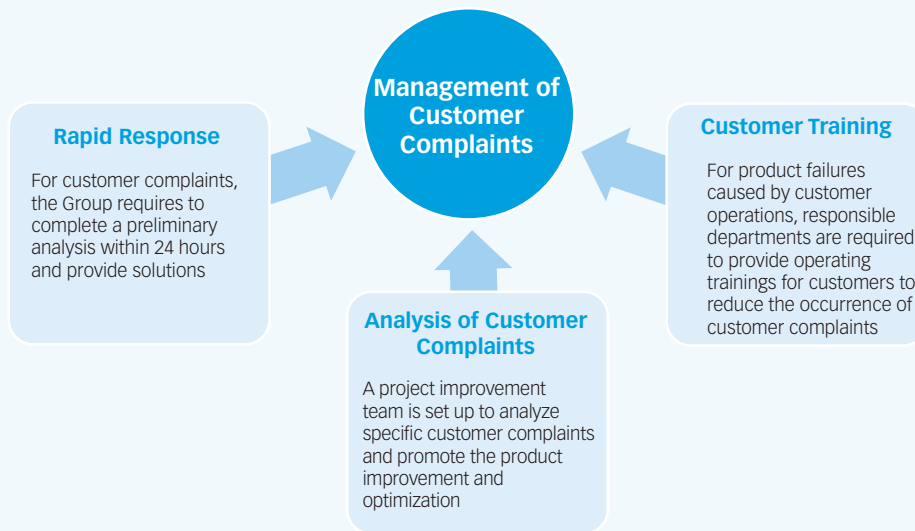 Management of
Customer
Complaints
Rapid Response
For customer complaints,
the Group requires to
complete a preliminary
analysis within 24 hours
and provide solutions
Customer Training
For product failures
caused by customer
operations, responsible
departments are required
to provide operating
trainings for customers to
reduce the occurrence of
customer complaints
Analysis of Customer
Complaints
A project improvement
team is set up to analyze
specific customer complaints
and promote the product
improvement and
optimization